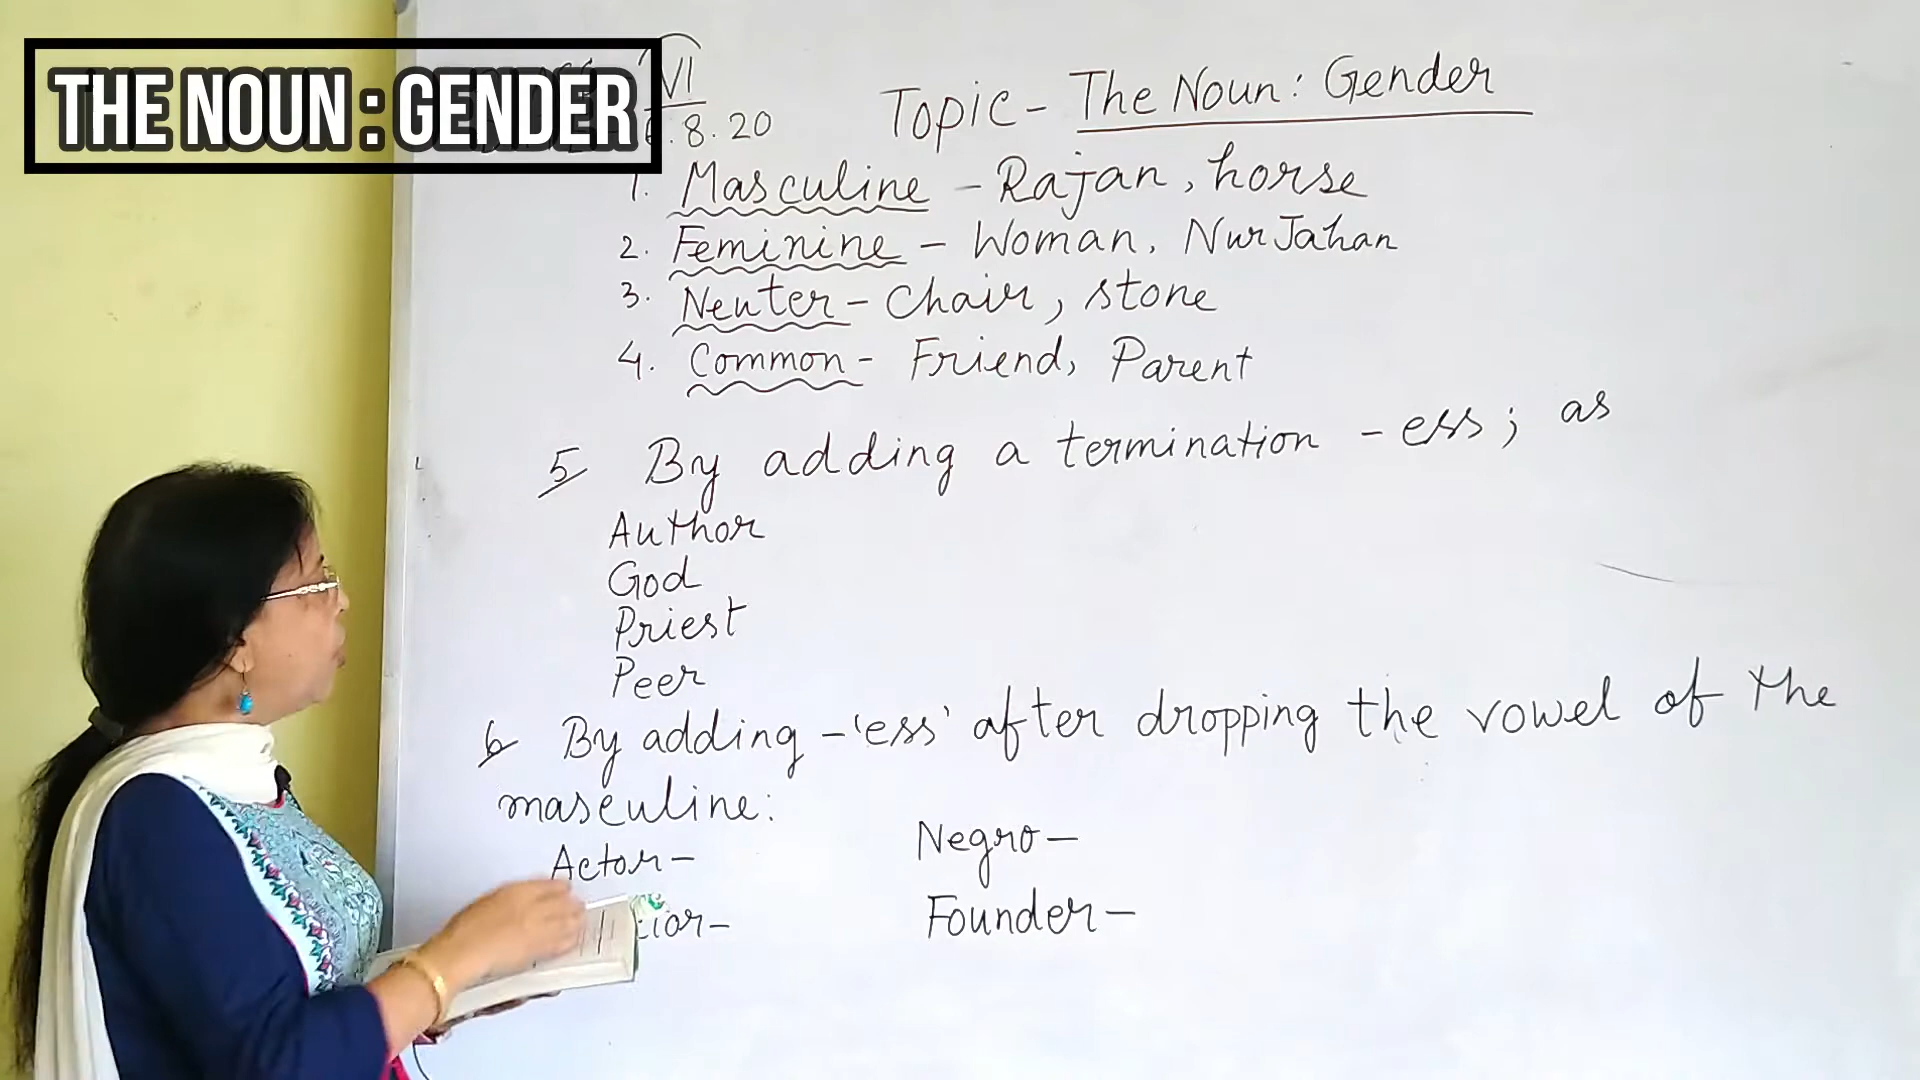 THE NOUN : GENDER
VI
8.20
Topic - The Noun : Gender
1. Masculine - Rajan, horse
2. Feminine - Woman, Nur Jahan
3. Neuter - Chair, stone
4. Common - Friend, Parent
5 By adding a termination - ess; as
Author
God
Priest
Peer
6 By adding - 'ess' after dropping the vowel of the
masculine:
Actor -
Negro -
Founder -